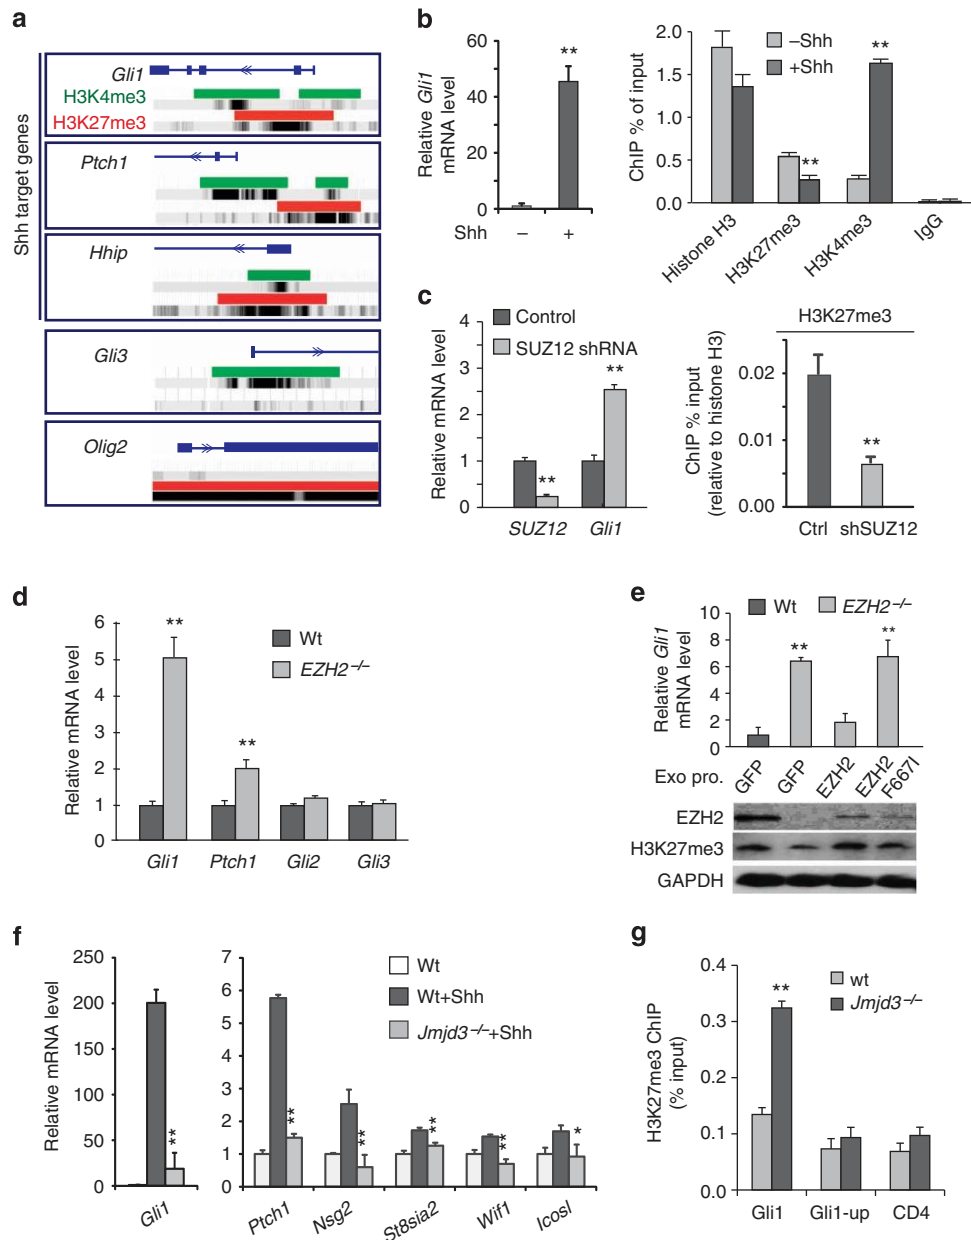 a
Shh target genes
Gli1
H3K4me3
H3K27me3
Ptch1
Hhip
Gli3
Olig2
b
Relative Gli1
mRNA level
60
40
20
0
**
Shh
–
+
ChIP % of input
2.0
1.5
1.0
0.5
0.0
–Shh
+Shh
**
**
Histone H3
H3K27me3
H3K4me3
IgG
c
Relative mRNA level
4
3
2
1
0
Control
SUZ12 shRNA
**
**
SUZ12
Gli1
H3K27me3
ChIP % input
(relative to histone H3)
0.02
0.01
0.00
**
Ctrl
shSUZ12
d
Relative mRNA level
6
5
4
2
1
0
Wt
EZH2–/–
**
**
Gli1
Ptch1
Gli2
Gli3
e
Wt
EZH2–/–
Relative Gli1
mRNA level
10
8
6
4
2
0
**
**
Exo pro.
GFP
GFP
EZH2
EZH2
F667I
EZH2
H3K27me3
GAPDH
f
Relative mRNA level
250
200
150
100
50
0
**
Gli1
7
6
5
4
3
2
1
0
Wt
Wt+Shh
Jmjd3–/–+Shh
**
**
**
**
*
Ptch1
Nsg2
St8sia2
Wif1
Icosl
g
H3K27me3 ChIP
(% input)
0.4
0.3
0.2
0.1
0.0
wt
Jmjd3–/–
**
Gli1
Gli1-up
CD4